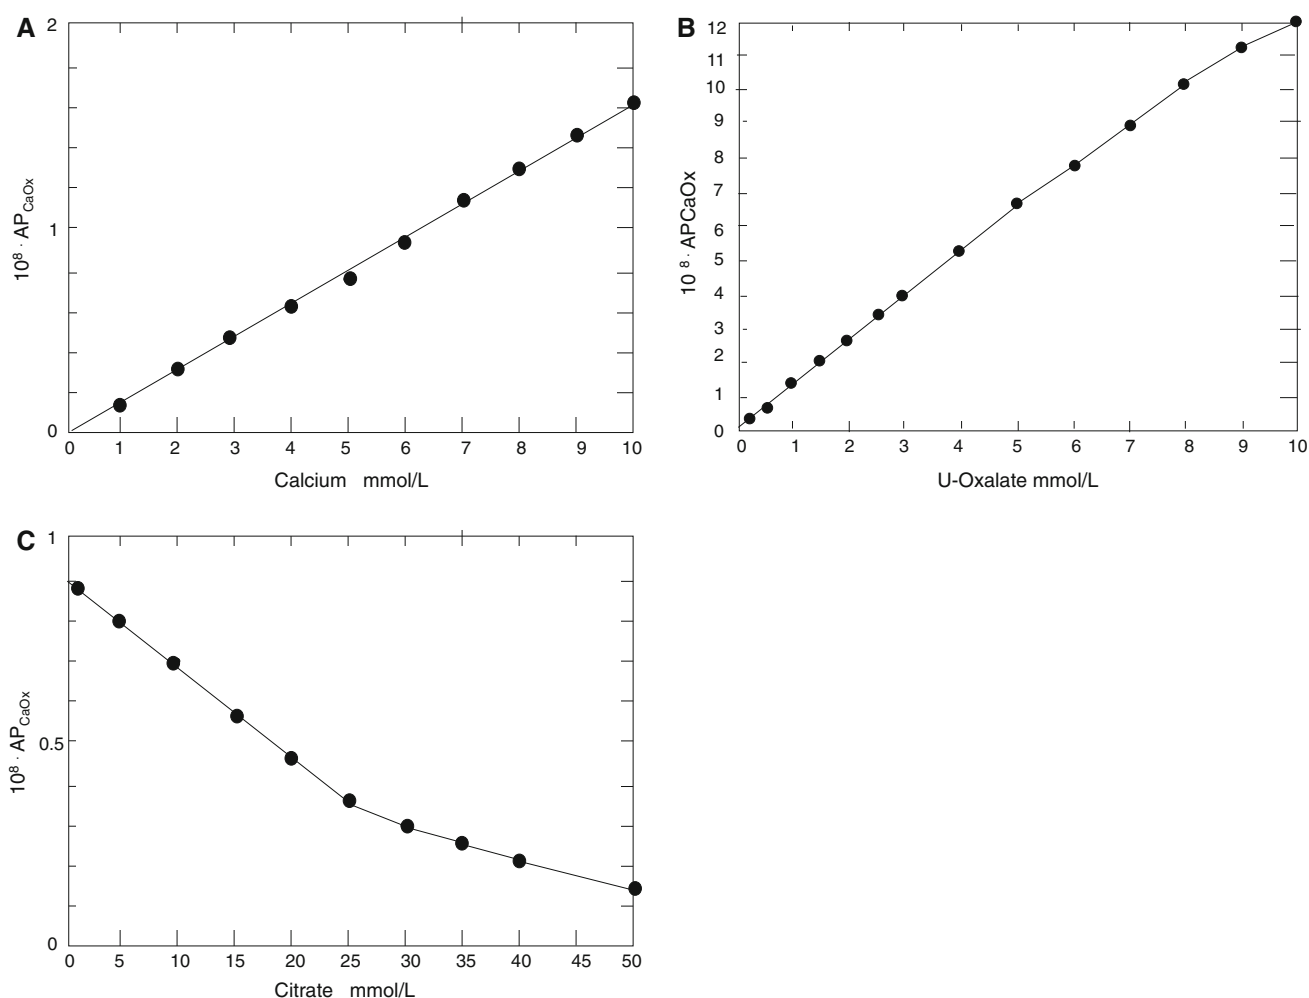 A
2
1
0
10⁸ · AP_CaOx
0 1 2 3 4 5 6 7 8 9 10
Calcium mmol/L
B
12
11
10
9
8
7
6
5
4
3
2
1
0
10 ⁸ · APCaOx
0 1 2 3 4 5 6 7 8 9 10
U-Oxalate mmol/L
C
1
0.5
0
10⁸ · AP_CaOx
0 5 10 15 20 25 30 35 40 45 50
Citrate mmol/L